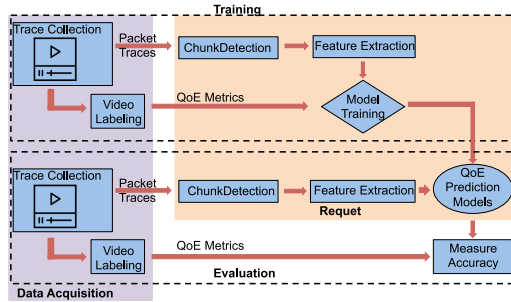 Training
Trace Collection
Packet
Traces
ChunkDetection
Feature Extraction
Video
Labeling
QoE Metrics
Model
Training
Trace Collection
Packet
Traces
ChunkDetection
Feature Extraction
QoE
Prediction
Models
Requet
Video
Labeling
QoE Metrics
Measure
Accuracy
Evaluation
Data Acquisition